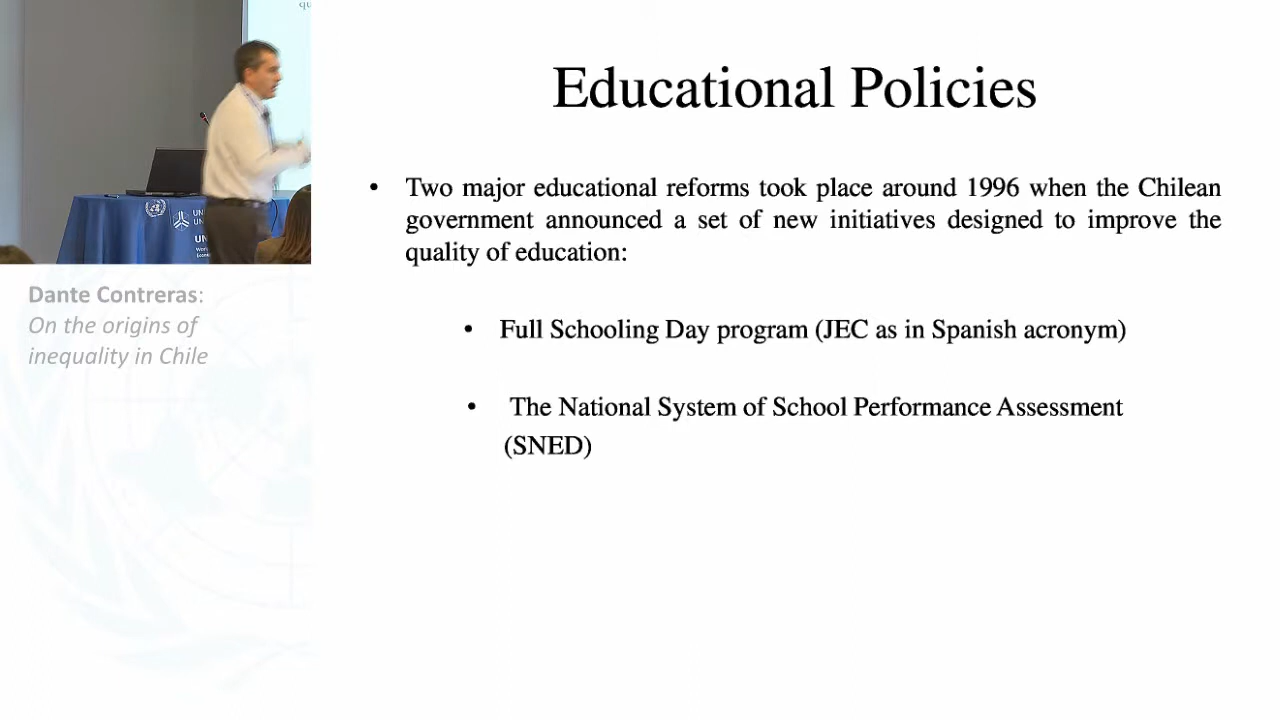 Educational Policies
• Two major educational reforms took place around 1996 when the Chilean
government announced a set of new initiatives designed to improve the
quality of education:
• Full Schooling Day program (JEC as in Spanish acronym)
• The National System of School Performance Assessment
(SNED)
Dante Contreras:
On the origins of
inequality in Chile